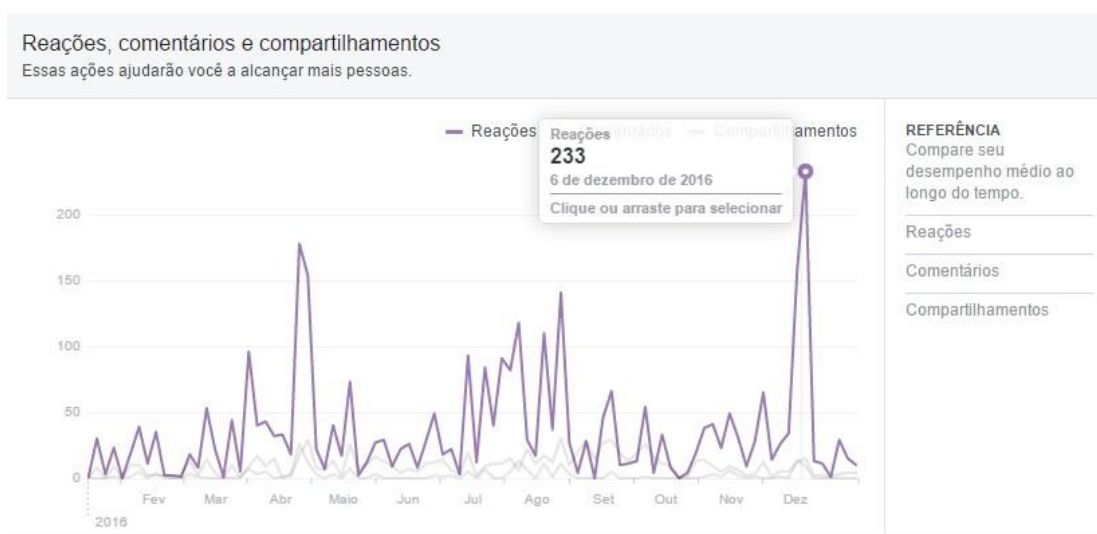 Reações, comentários e compartilhamentos
Essas ações ajudarão você a alcançar mais pessoas.
Reações Comentários Compartilhamentos
Reações
233
6 de dezembro de 2016
Clique ou arraste para selecionar
200
150
100
50
0
Fev Mar Abr Maio Jun Jul Ago Set Out Nov Dez
2016
REFERÊNCIA
Compare seu
desempenho médio ao
longo do tempo.
Reações
Comentários
Compartilhamentos